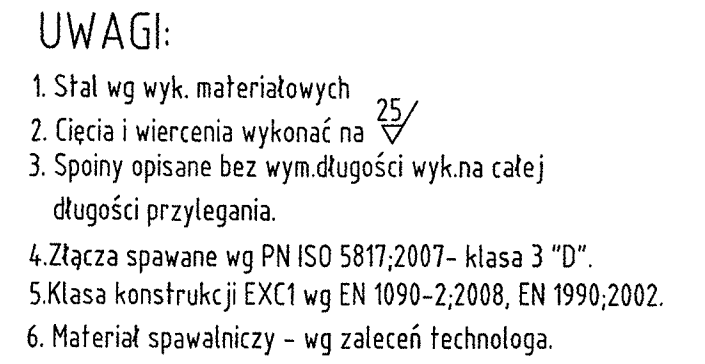 UWAGI:
1. Stal wg wyk. materiałowych
2. Cięcia i wiercenia wykonać na 25/
3. Spoiny opisane bez wym.długości wyk.na całej
długości przylegania.
4.Złącza spawane wg PN ISO 5817;2007- klasa 3 "D".
5.Klasa konstrukcji EXC1 wg EN 1090-2;2008, EN 1990;2002.
6. Materiał spawalniczy - wg zaleceń technologa.